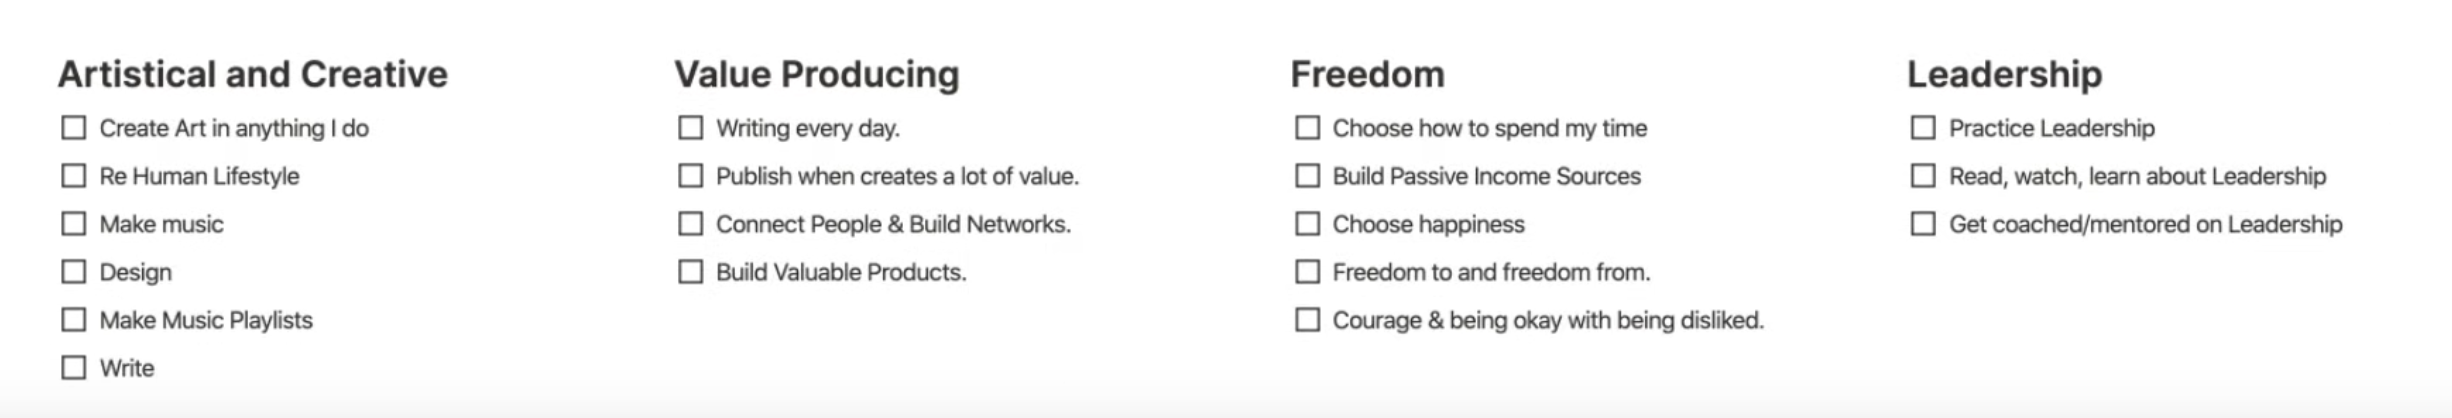 Artistical and Creative
Create Art in anything I do
Re Human Lifestyle
Make music
Design
Make Music Playlists
Write
Value Producing
Writing every day.
Publish when creates a lot of value.
Connect People & Build Networks.
Build Valuable Products.
Freedom
Choose how to spend my time
Build Passive Income Sources
Choose happiness
Freedom to and freedom from.
Courage & being okay with being disliked.
Leadership
Practice Leadership
Read, watch, learn about Leadership
Get coached/mentored on Leadership